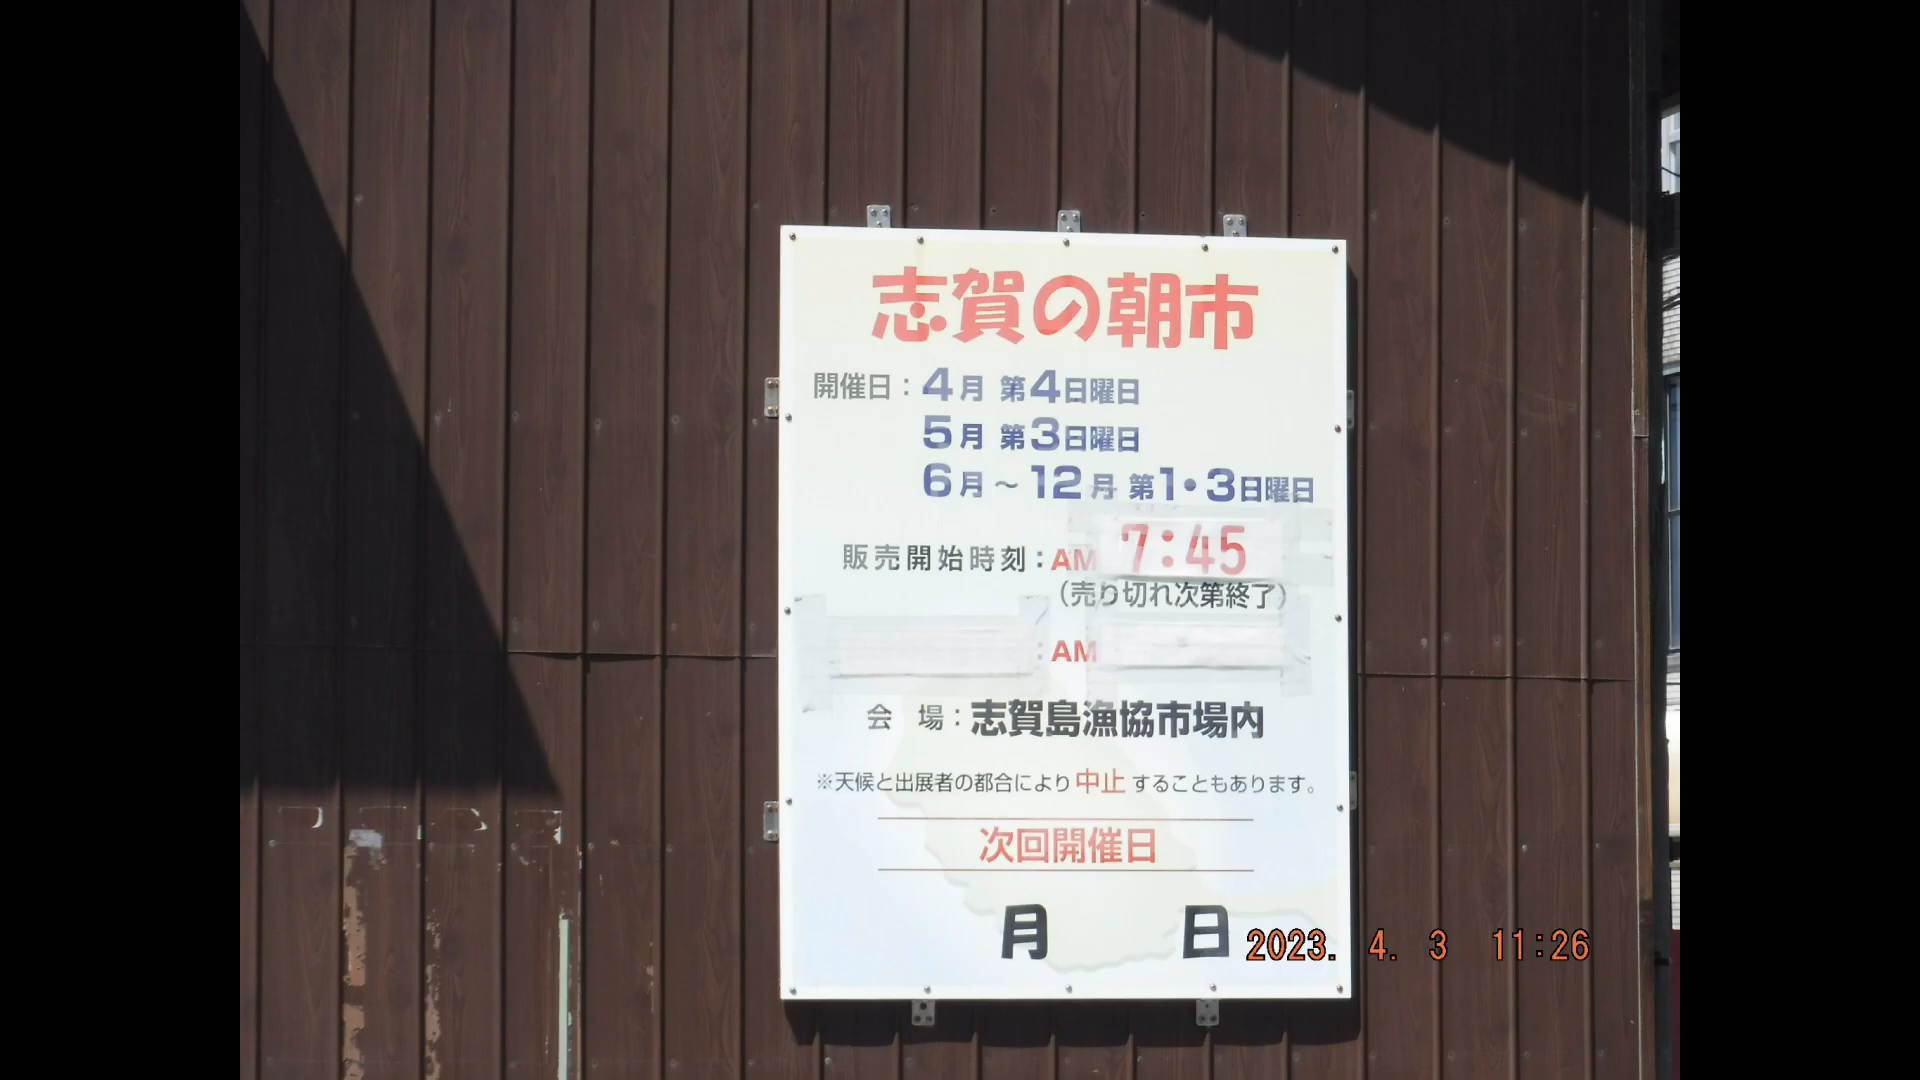 志賀の朝市
開催日：4月 第4日曜日
5月 第3日曜日
6月～12月 第1・3日曜日
販売開始時刻：AM 7:45
（売り切れ次第終了）
：AM
会　場：志賀島漁協市場内
※天候と出展者の都合により中止することもあります。
次回開催日
月　　日
2023. 4. 3 11:26